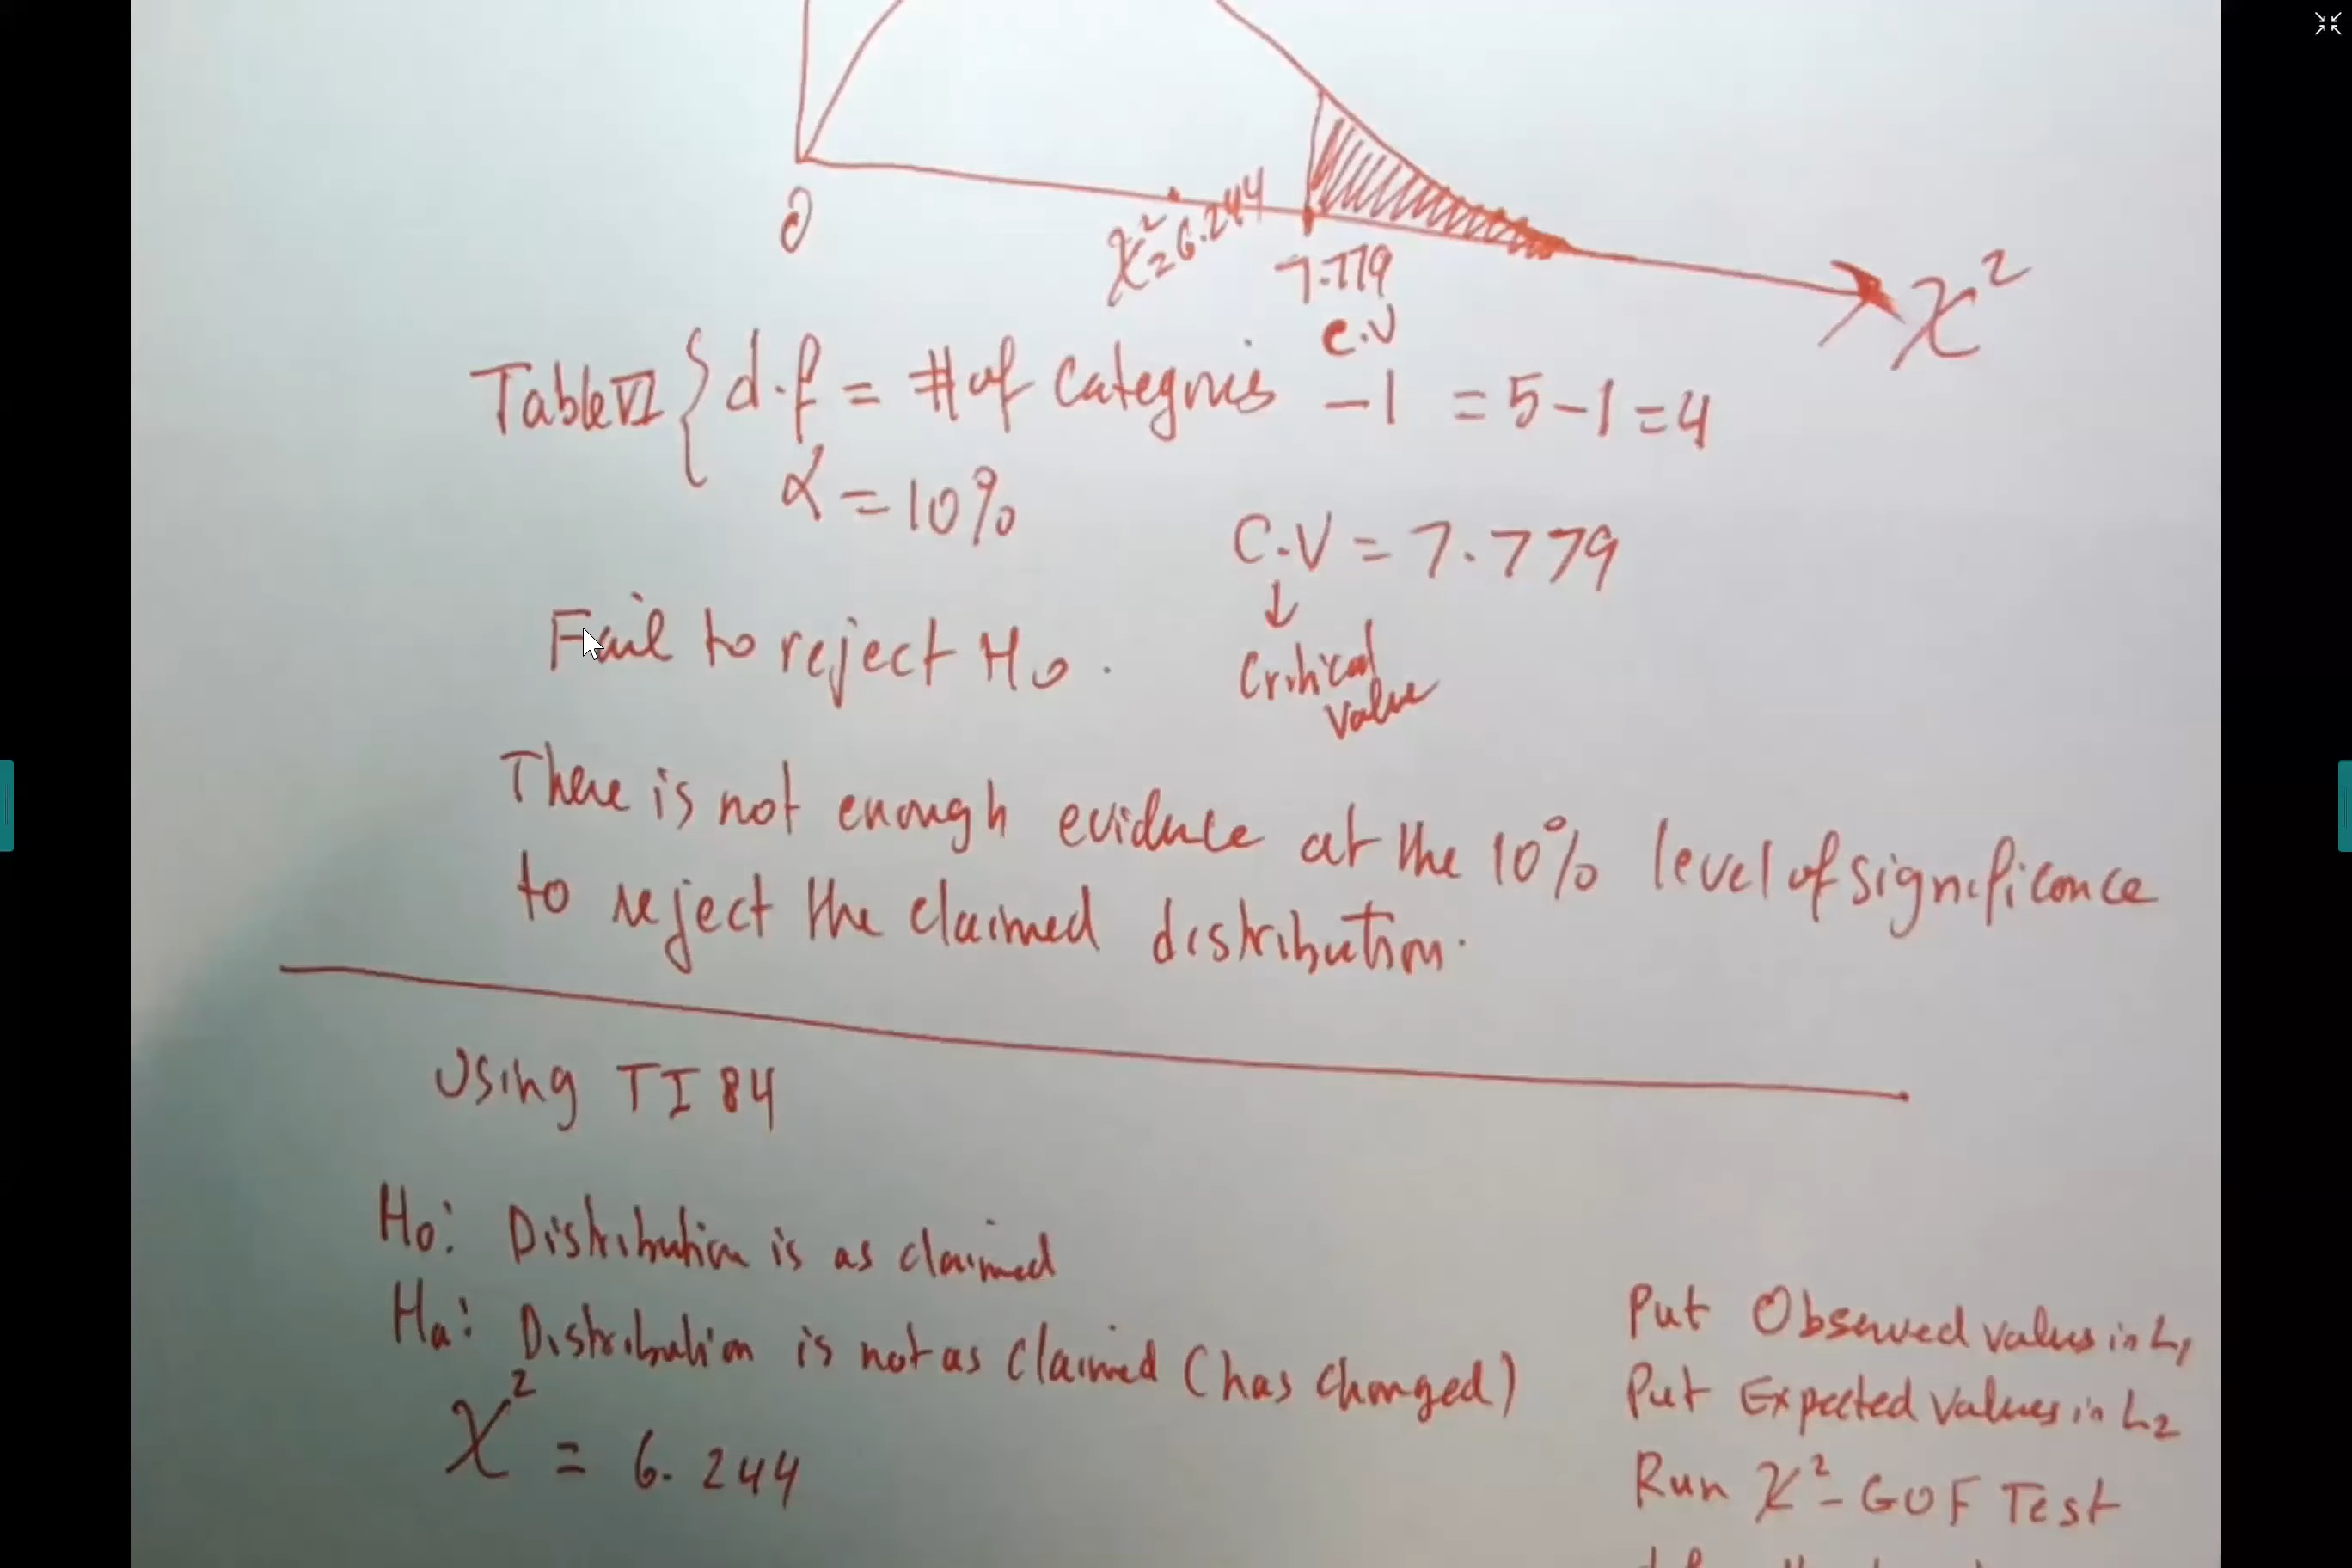 0
χ²=6.244
7.779
C.V
χ²
Table VI { d.f = # of Categories -1 = 5-1=4
α = 10%
C.V = 7.779
↓
Critical
Value
Fail to reject Ho.
There is not enough evidence at the 10% level of significance
to reject the claimed distribution.
Using TI 84
Ho: Distribution is as claimed
Ha: Distribution is not as claimed (has changed)
χ² = 6.244
Put Observed values in L1
Put Expected Values in L2
Run χ²- GOF Test